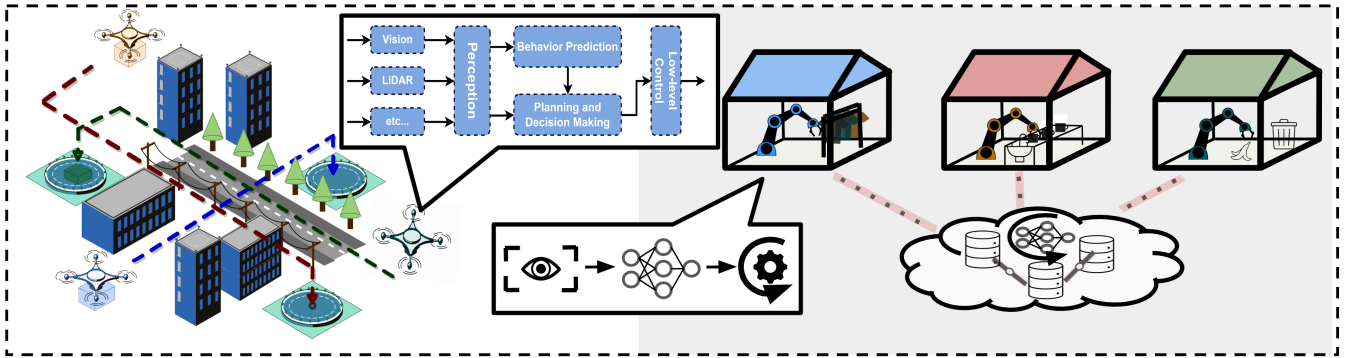 Vision
LiDAR
etc...
Perception
Behavior Prediction
Planning and
Decision Making
Low-level
Control